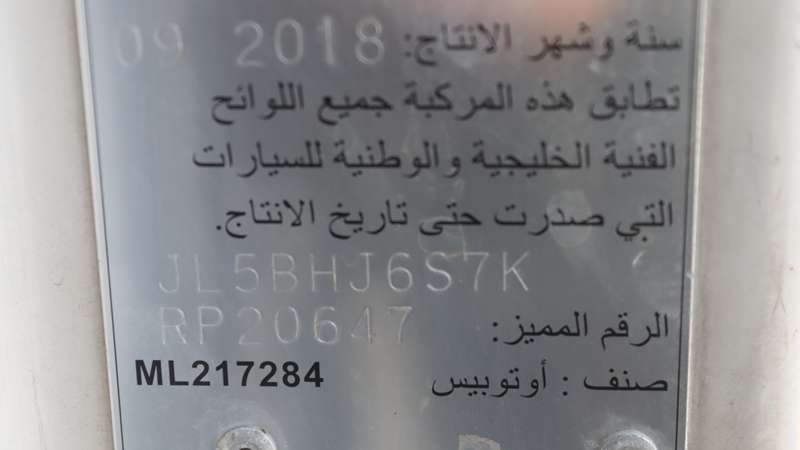 سنة وشهر الانتاج: 09 2018
تطابق هذه المركبة جميع اللوائح
الفنية الخليجية والوطنية للسيارات
التي صدرت حتى تاريخ الانتاج.
JL5BHJ6S7K
الرقم المميز: RP20647
صنف : أوتوبيس ML217284